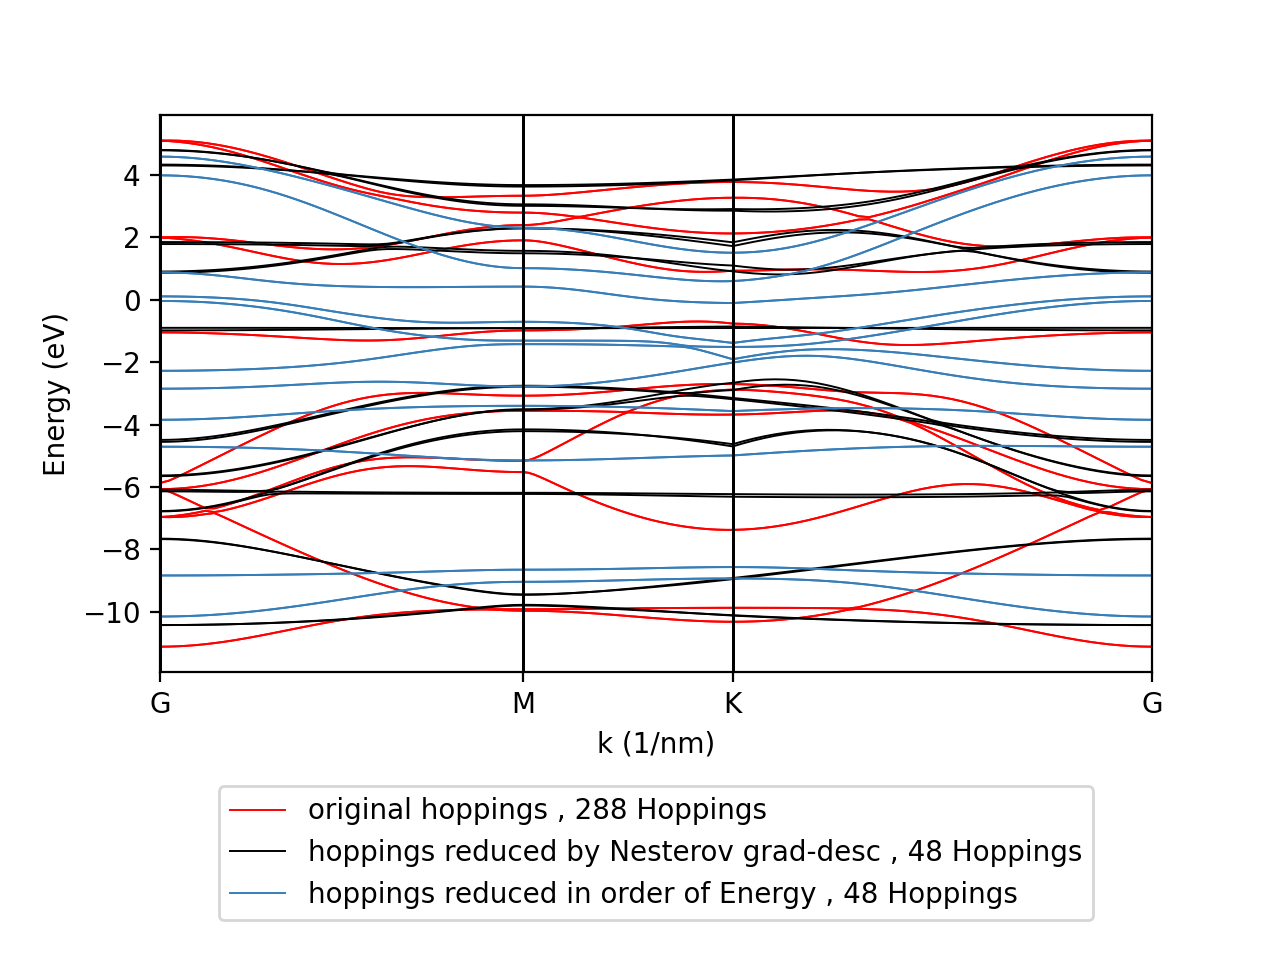 4
2
0
−2
−4
−6
−8
−10
Energy (eV)
G M K G
k (1/nm)
original hoppings , 288 Hoppings
hoppings reduced by Nesterov grad-desc , 48 Hoppings
hoppings reduced in order of Energy , 48 Hoppings